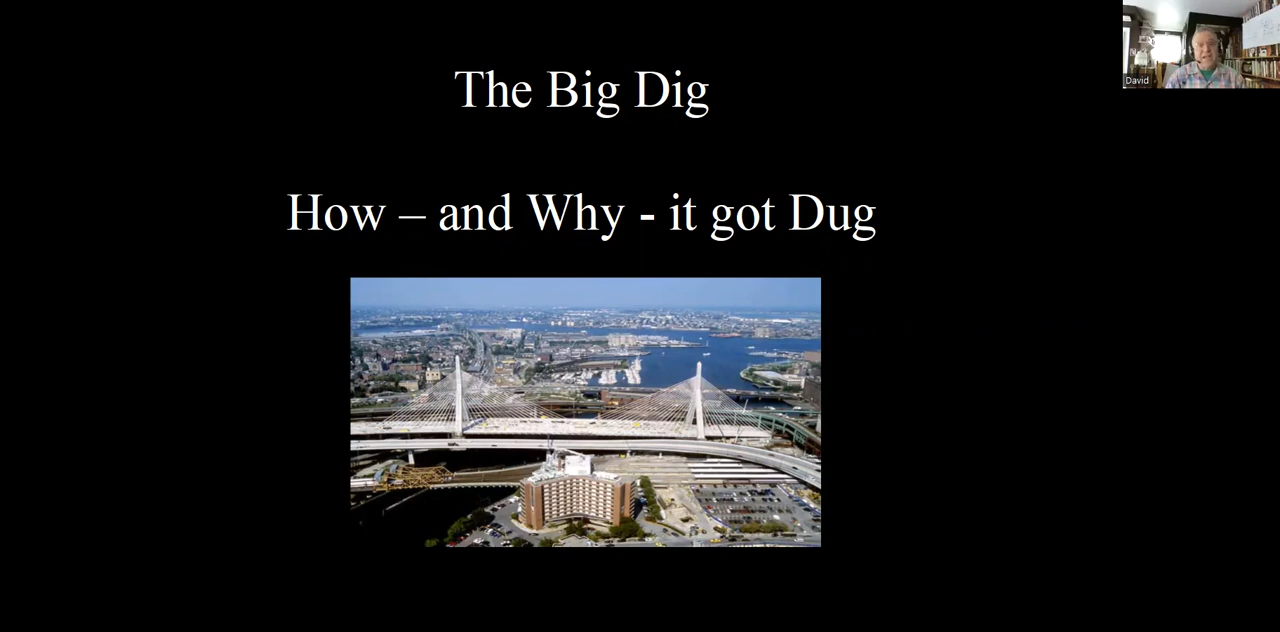 The Big Dig
How – and Why - it got Dug
David